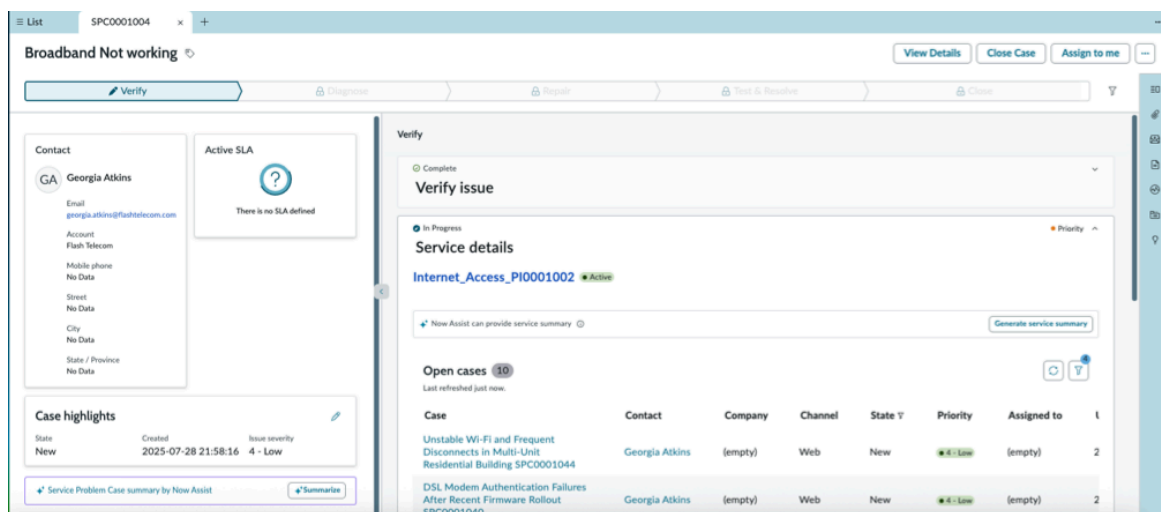 List
SPC0001004 × +
Broadband Not working
View Details
Close Case
Assign to me
Verify
Diagnose
Repair
Test & Resolve
Close
Contact
GA
Georgia Atkins
Email
georgia.atkins@flashtelecom.com
Account
Flash Telecom
Mobile phone
No Data
Street
No Data
City
No Data
State / Province
No Data
Active SLA
?
There is no SLA defined
Case highlights
State
New
Created
2025-07-28 21:58:16
Issue severity
4 - Low
Service Problem Case summary by Now Assist
Summarize
Verify
Complete
Verify issue
In Progress
Priority
Service details
Internet_Access_PI0001002
Active
Now Assist can provide service summary
Generate service summary
Open cases 10
4
Last refreshed just now.
Case Contact Company Channel State Priority Assigned to U
Unstable Wi-Fi and Frequent
Disconnects in Multi-Unit
Residential Building SPC0001044
Georgia Atkins (empty) Web New 4 - Low (empty) 2
DSL Modem Authentication Failures
After Recent Firmware Rollout
SPC0001040
Georgia Atkins (empty) Web New 4 - Low (empty) 2